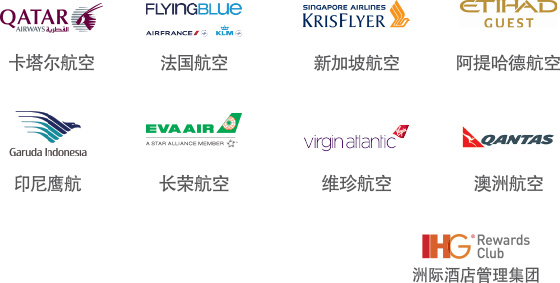 QATAR
AIRWAYS القطرية
卡塔尔航空
FLYINGBLUE
AIRFRANCE KLM
法国航空
SINGAPORE AIRLINES
KRISFLYER
新加坡航空
ETIHAD
GUEST
阿提哈德航空
Garuda Indonesia
印尼鹰航
EVA AIR
A STAR ALLIANCE MEMBER
长荣航空
virgin atlantic
维珍航空
QANTAS
澳洲航空
IHG® Rewards
Club
洲际酒店管理集团